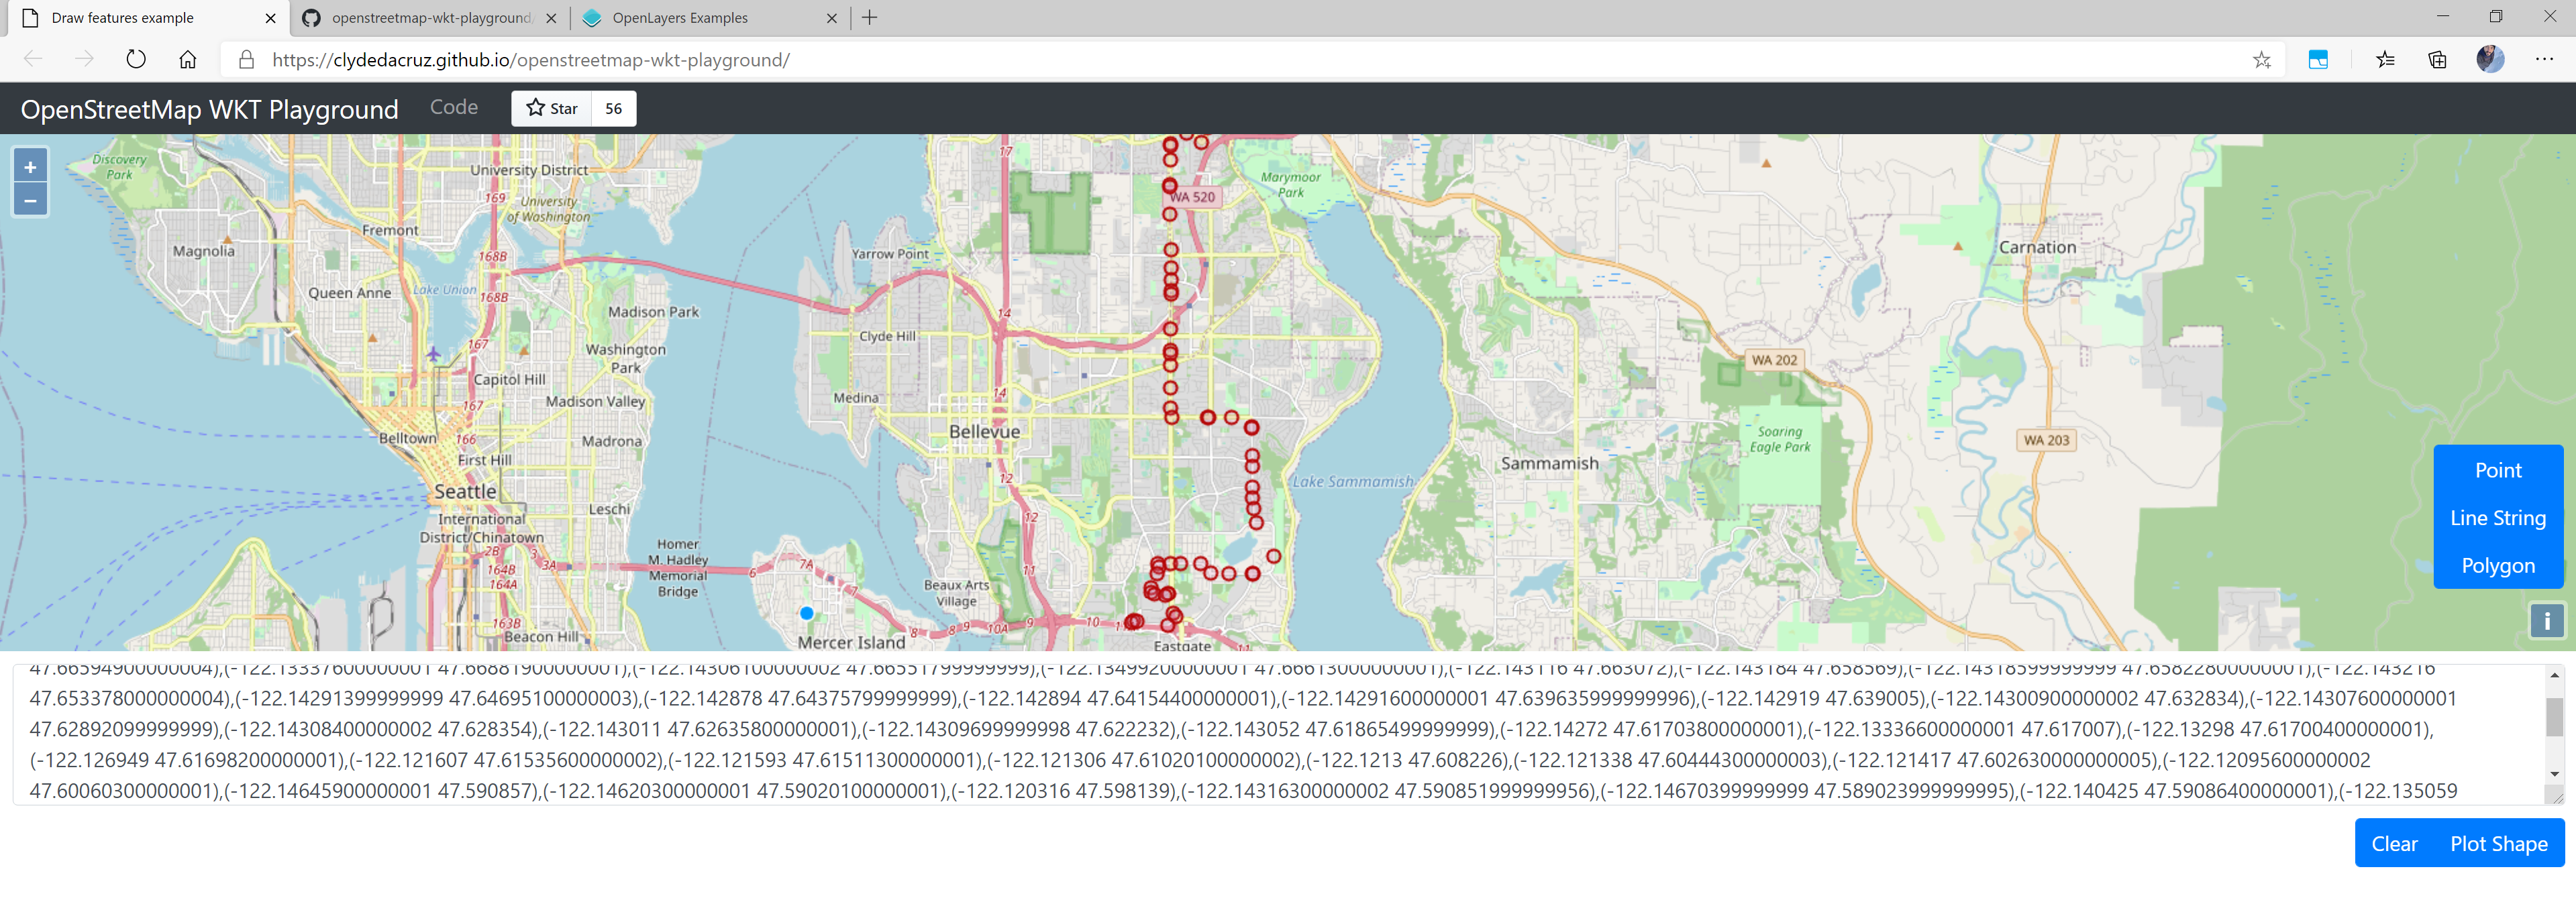 Draw features example
openstreetmap-wkt-playground/
OpenLayers Examples
https://clydedacruz.github.io/openstreetmap-wkt-playground/
OpenStreetMap WKT Playground
Code
Star
56
+
−
Discovery
Park
University District
University
of Washington
169
17
WA 520
Marymoor
Park
Magnolia
Fremont
168B
Yarrow Point
Carnation
Queen Anne
Lake Union
168B
Madison Park
14
Clyde Hill
167
Washington
Park
WA 202
Capitol Hill
14
Medina
Madison Valley
167
Belltown
166
Madrona
Bellevue
Soaring
Eagle Park
WA 203
First Hill
Sammamish
Seattle
12
Lake Sammamish
Leschi
International
District/Chinatown
12
2B
3
3A
164B
164A
Homer
M. Hadley
Memorial
Bridge
6
7A
7
11
Beaux Arts
Village
163B
Beacon Hill
Mercer Island
8
8
9
10A
9
10
Eastgate
11
Point
Line String
Polygon
i
47.66594900000004),(-122.1333760000001 47.66881900000001),(-122.14306100000002 47.66551799999999),(-122.13499200000001 47.66613000000001),(-122.143116 47.663072),(-122.143184 47.658569),(-122.14318599999999 47.65822800000001),(-122.143216
47.653378000000004),(-122.14291399999999 47.64695100000003),(-122.142878 47.64375799999999),(-122.142894 47.64154400000001),(-122.14291600000001 47.639635999999996),(-122.142919 47.639005),(-122.14300900000002 47.632834),(-122.14307600000001
47.62892099999999),(-122.14308400000002 47.628354),(-122.143011 47.62635800000001),(-122.14309699999998 47.622232),(-122.143052 47.61865499999999),(-122.14272 47.61703800000001),(-122.13336600000001 47.617007),(-122.13298 47.61700400000001),
(-122.126949 47.61698200000001),(-122.121607 47.61535600000002),(-122.121593 47.61511300000001),(-122.121306 47.61020100000002),(-122.1213 47.608226),(-122.121338 47.60444300000003),(-122.121417 47.602630000000005),(-122.12095600000002
47.60060300000001),(-122.14645900000001 47.590857),(-122.14620300000001 47.59020100000001),(-122.120316 47.598139),(-122.14316300000002 47.590851999999956),(-122.14670399999999 47.589023999999995),(-122.140425 47.59086400000001),(-122.135059
Clear
Plot Shape